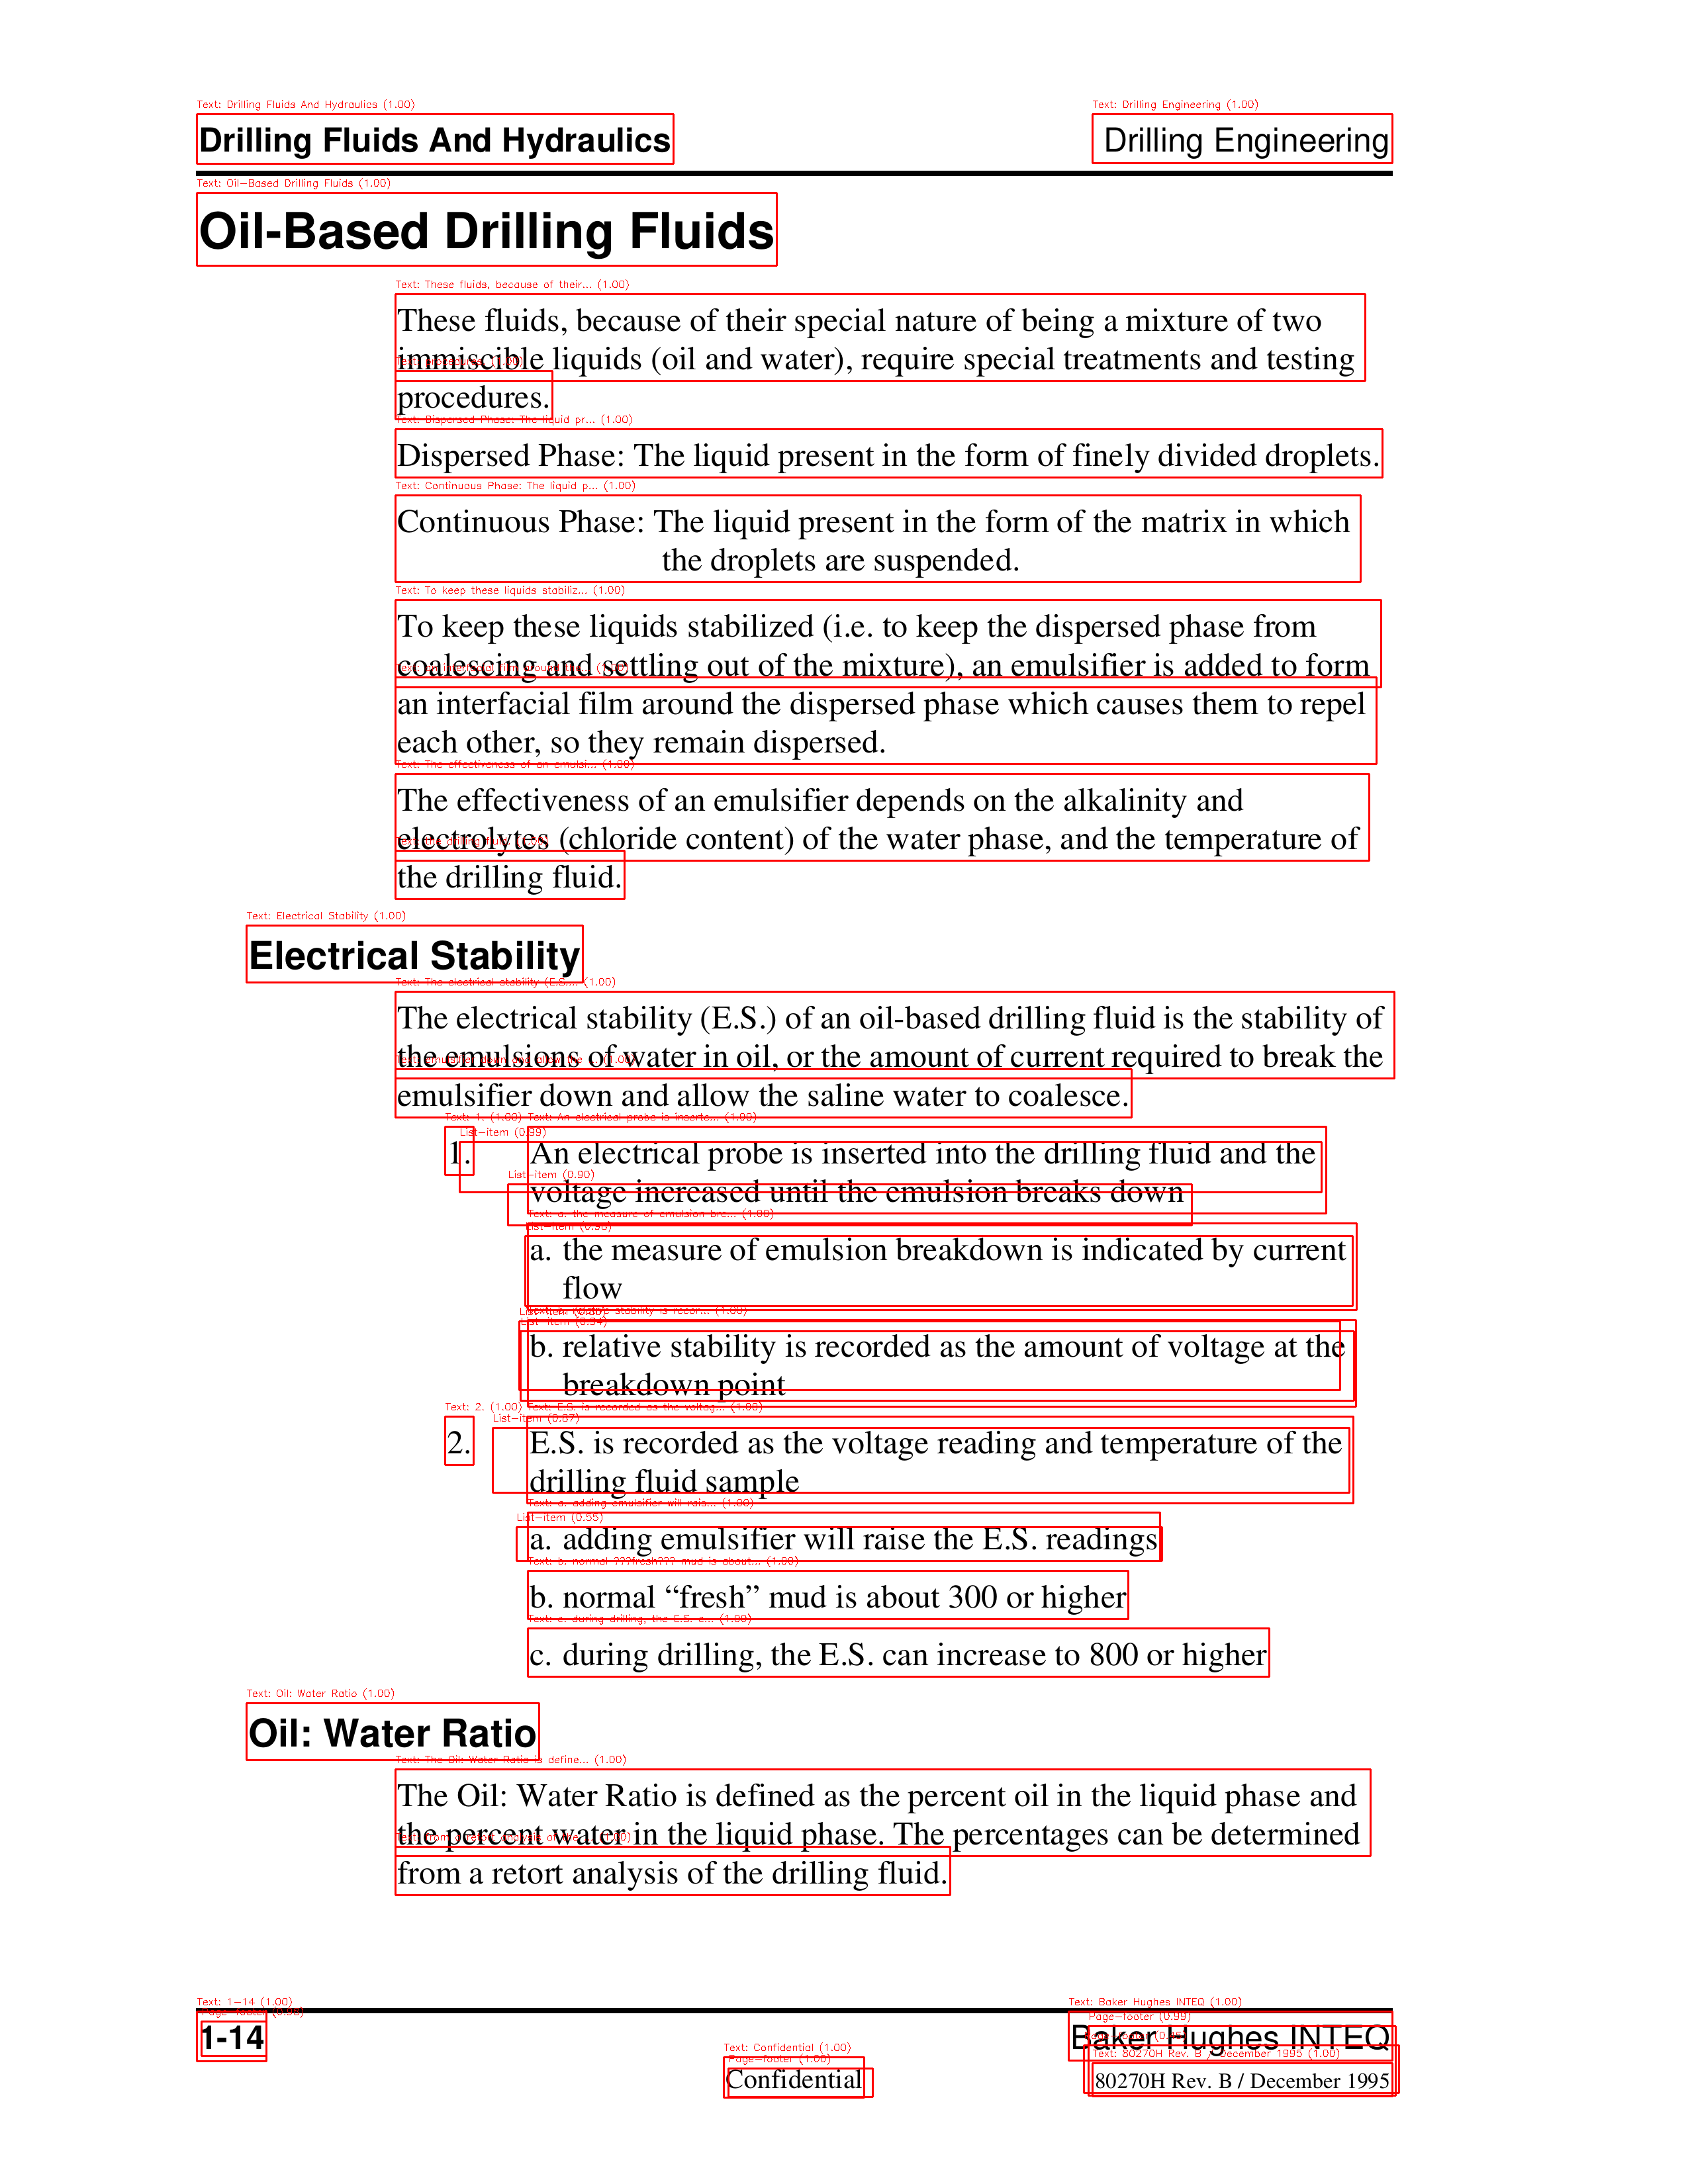 Text: Drilling Fluids And Hydraulics (1.00)
Text: Drilling Engineering (1.00)
Drilling Fluids And Hydraulics
Drilling Engineering
Text: Oil-Based Drilling Fluids (1.00)
Oil-Based Drilling Fluids
Text: These fluids, because of their... (1.00)
These fluids, because of their special nature of being a mixture of two
immiscible liquids (oil and water), require special treatments and testing
procedures.
Text: Dispersed Phase: The liquid pr... (1.00)
Dispersed Phase: The liquid present in the form of finely divided droplets.
Text: Continuous Phase: The liquid p... (1.00)
Continuous Phase: The liquid present in the form of the matrix in which
the droplets are suspended.
Text: To keep these liquids stabiliz... (1.00)
To keep these liquids stabilized (i.e. to keep the dispersed phase from
coalescing and settling out of the mixture), an emulsifier is added to form
an interfacial film around the dispersed phase which causes them to repel
each other, so they remain dispersed.
Text: The effectiveness of an emulsi... (1.00)
The effectiveness of an emulsifier depends on the alkalinity and
electrolytes (chloride content) of the water phase, and the temperature of
the drilling fluid.
Text: Electrical Stability (1.00)
Electrical Stability
Text: The electrical stability (E.S.... (1.00)
The electrical stability (E.S.) of an oil-based drilling fluid is the stability of
the emulsions of water in oil, or the amount of current required to break the
emulsifier down and allow the saline water to coalesce.
Text: 1. (1.00) Text: An electrical probe is inserte... (1.00)
List-item (0.99)
1. An electrical probe is inserted into the drilling fluid and the
List-item (0.90)
voltage increased until the emulsion breaks down
Text: a. the measure of emulsion bre... (1.00)
a. the measure of emulsion breakdown is indicated by current
flow
b. relative stability is recorded as the amount of voltage at the
breakdown point
Text: 2. (1.00) Text: E.S. is recorded as the voltag... (1.00)
List-item (0.87)
2. E.S. is recorded as the voltage reading and temperature of the
drilling fluid sample
Text: a. adding emulsifier will rais... (1.00)
List-item (0.55)
a. adding emulsifier will raise the E.S. readings
Text: b. normal ???fresh??? mud is about... (1.00)
b. normal “fresh” mud is about 300 or higher
Text: c. during drilling, the E.S. c... (1.00)
c. during drilling, the E.S. can increase to 800 or higher
Text: Oil: Water Ratio (1.00)
Oil: Water Ratio
Text: The Oil: Water Ratio is define... (1.00)
The Oil: Water Ratio is defined as the percent oil in the liquid phase and
the percent water in the liquid phase. The percentages can be determined
from a retort analysis of the drilling fluid.
Text: 1-14 (1.00)
Text: Baker Hughes INTEQ (1.00)
Page-footer (0.99)
1-14
Baker Hughes INTEQ
Text: Confidential (1.00)
Text: 80270H Rev. B / December 1995 (1.00)
Page-footer (1.00)
Confidential
80270H Rev. B / December 1995